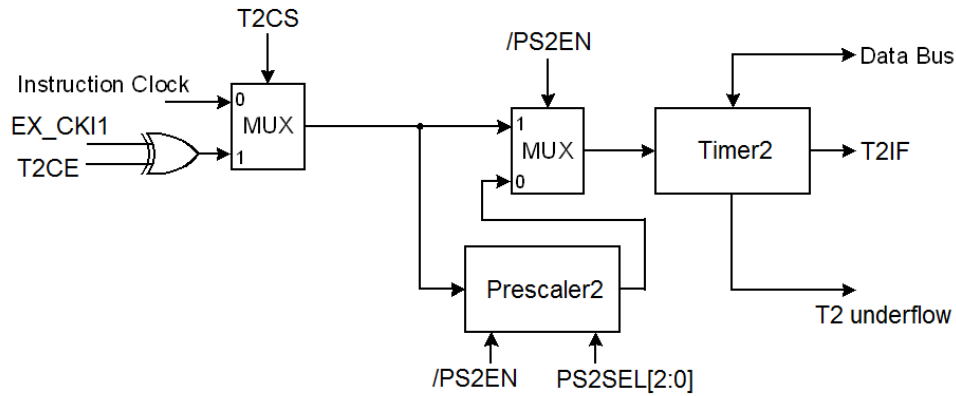 T2CS
/PS2EN
Data Bus
Instruction Clock
0
MUX
EX_CKI1
1
MUX
Timer2
T2IF
T2CE
1
0
Prescaler2
T2 underflow
/PS2EN
PS2SEL[2:0]